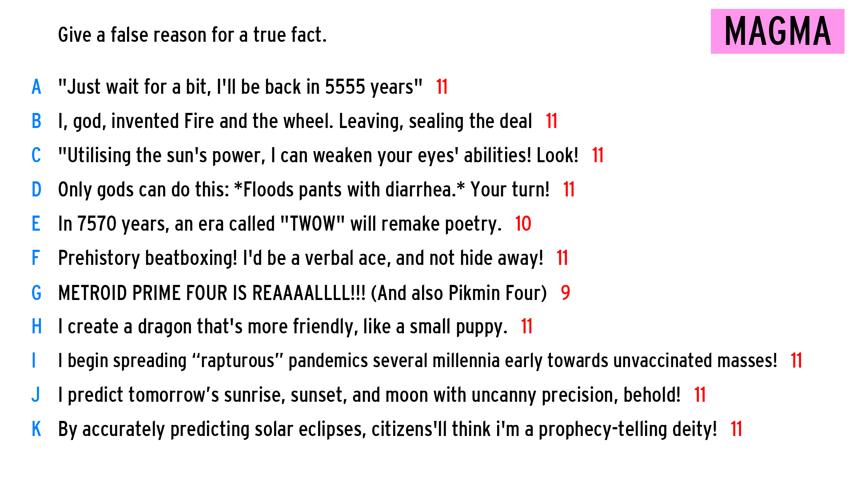 Give a false reason for a true fact.
MAGMA
A "Just wait for a bit, I'll be back in 5555 years" 11
B I, god, invented Fire and the wheel. Leaving, sealing the deal 11
C "Utilising the sun's power, I can weaken your eyes' abilities! Look! 11
D Only gods can do this: *Floods pants with diarrhea.* Your turn! 11
E In 7570 years, an era called "TWOW" will remake poetry. 10
F Prehistory beatboxing! I'd be a verbal ace, and not hide away! 11
G METROID PRIME FOUR IS REAAAALLLL!!! (And also Pikmin Four) 9
H I create a dragon that's more friendly, like a small puppy. 11
I I begin spreading “rapturous” pandemics several millennia early towards unvaccinated masses! 11
J I predict tomorrow’s sunrise, sunset, and moon with uncanny precision, behold! 11
K By accurately predicting solar eclipses, citizens'll think i'm a prophecy-telling deity! 11